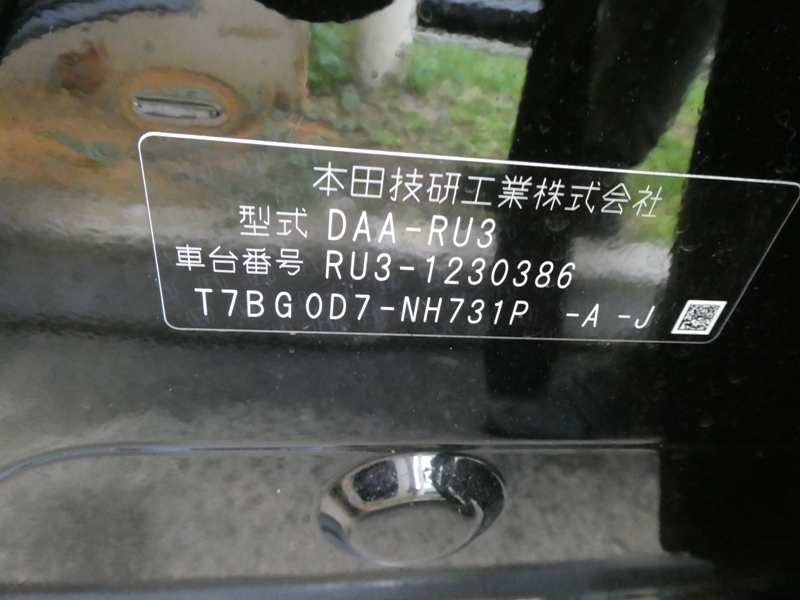 本田技研工業株式会社
型式 DAA-RU3
車台番号 RU3-1230386
T7BG0D7-NH731P -A -J